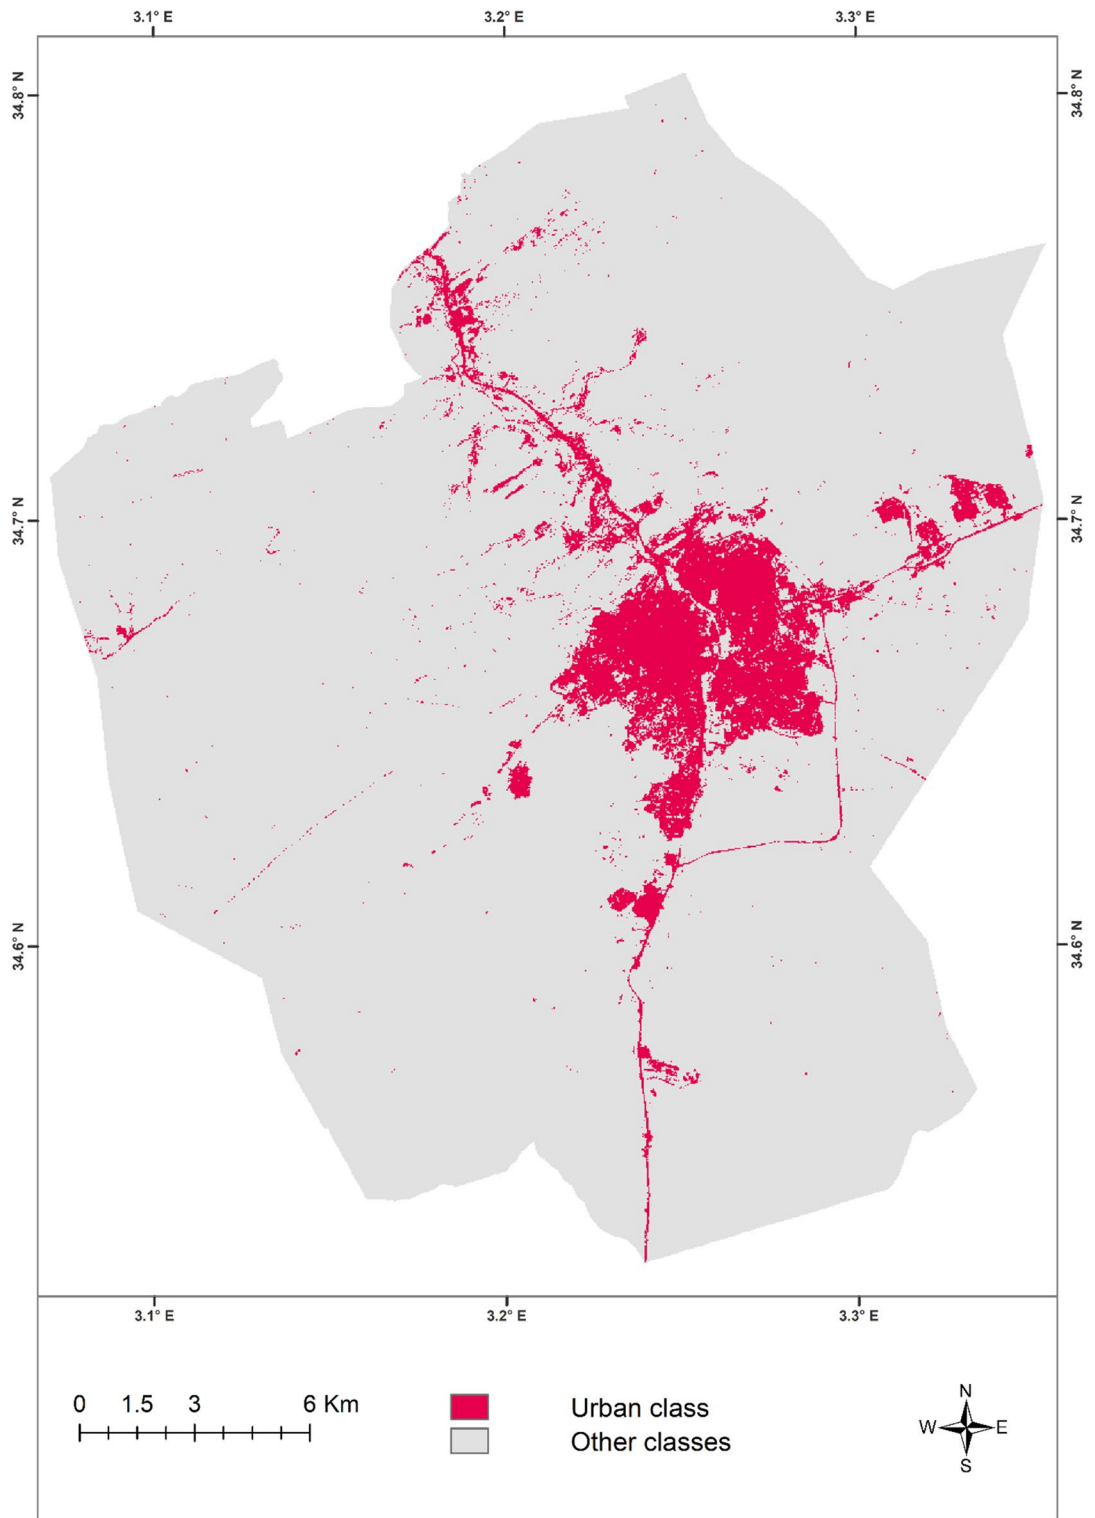 3.1° E 3.2° E 3.3° E
34.8° N 34.8° N
34.7° N 34.7° N
34.6° N 34.6° N
3.1° E 3.2° E 3.3° E
0 1.5 3 6 Km
Urban class
Other classes
N
W E
S